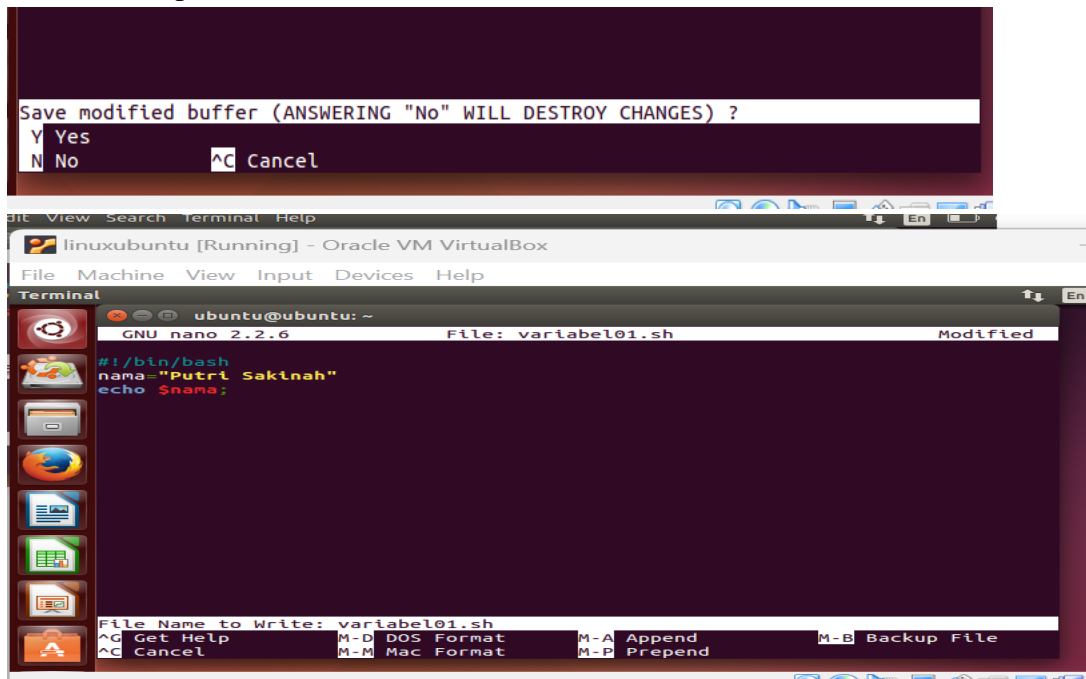 Save modified buffer (ANSWERING "No" WILL DESTROY CHANGES) ?
Y Yes
N No ^C Cancel
dit View Search Terminal Help En
linuxubuntu [Running] - Oracle VM VirtualBox
File Machine View Input Devices Help
Terminal En
ubuntu@ubuntu: ~
GNU nano 2.2.6 File: variabel01.sh Modified
#!/bin/bash
nama="Putri Sakinah"
echo $nama;
File Name to Write: variabel01.sh
^G Get Help M-D DOS Format M-A Append M-B Backup File
^C Cancel M-M Mac Format M-P Prepend